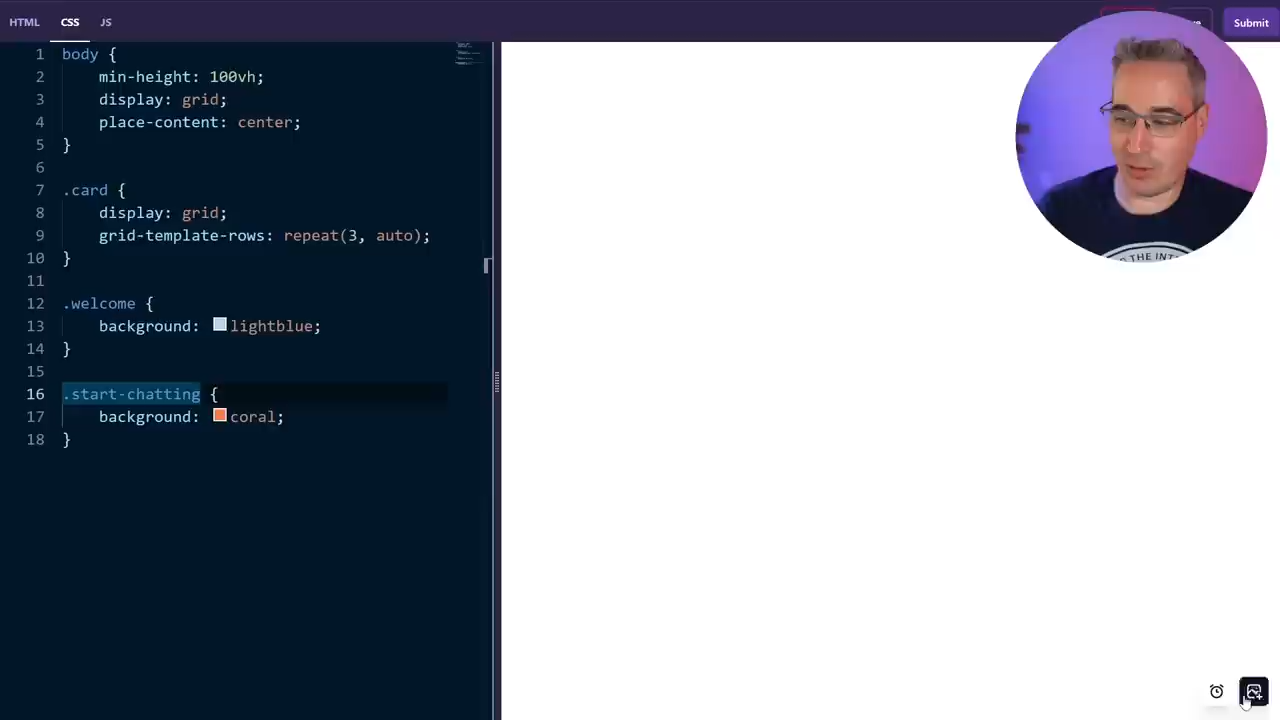 HTML CSS JS Submit
1 body {
2 min-height: 100vh;
3 display: grid;
4 place-content: center;
5 }
6
7 .card {
8 display: grid;
9 grid-template-rows: repeat(3, auto);
10 }
11
12 .welcome {
13 background: lightblue;
14 }
15
16 .start-chatting {
17 background: coral;
18 }
THE INT